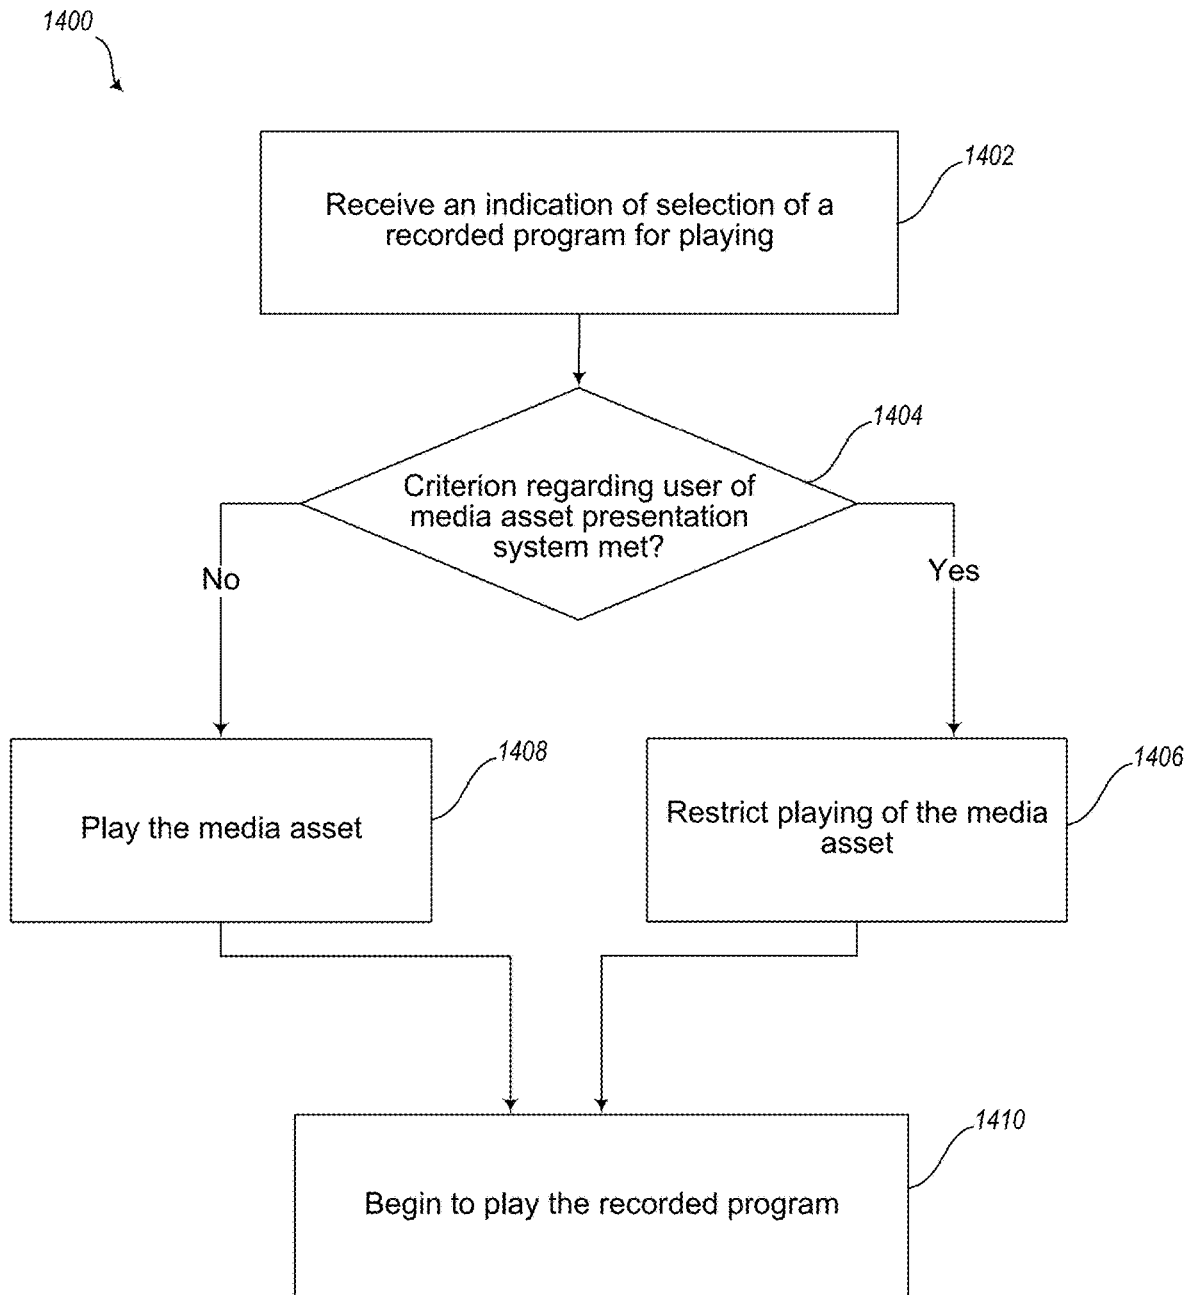 1400
1402
Receive an indication of selection of a
recorded program for playing
1404
Criterion regarding user of
media asset presentation
system met?
No
Yes
1408
1406
Play the media asset
Restrict playing of the media
asset
1410
Begin to play the recorded program